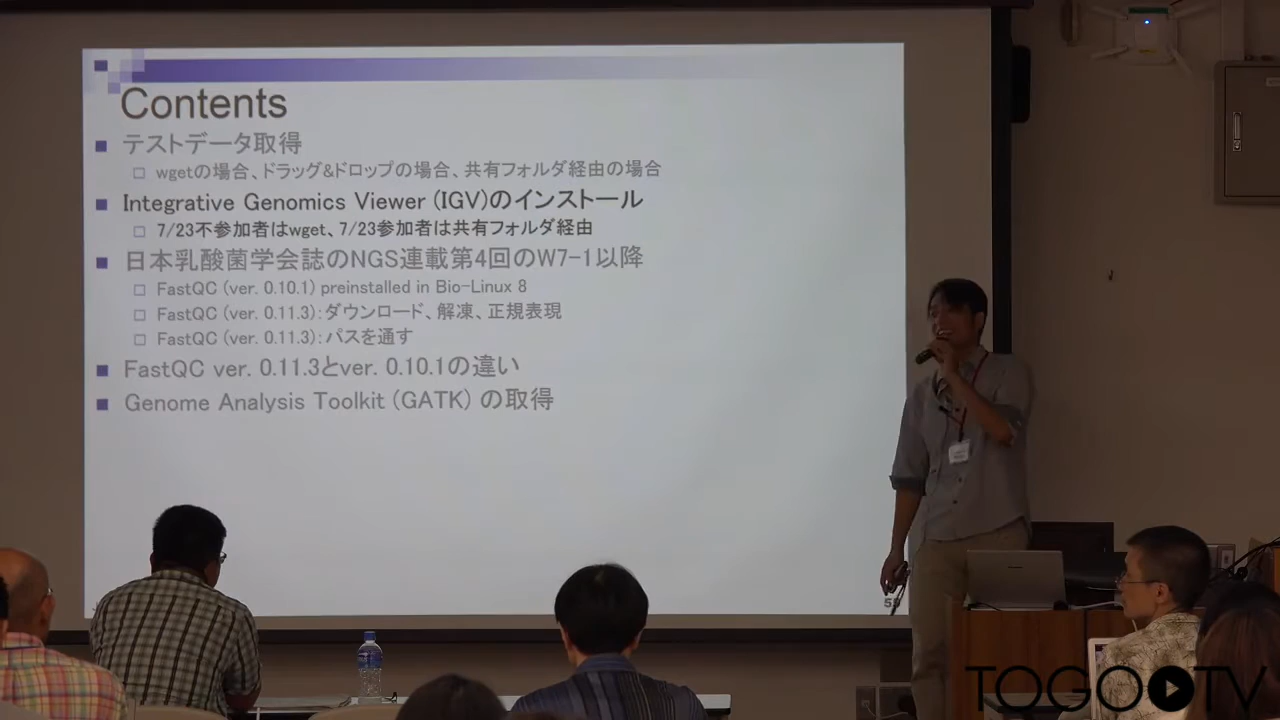 Contents
テストデータ取得
wgetの場合、ドラッグ&ドロップの場合、共有フォルダ経由の場合
Integrative Genomics Viewer (IGV)のインストール
7/23不参加者はwget、7/23参加者は共有フォルダ経由
日本乳酸菌学会誌のNGS連載第4回のW7-1以降
FastQC (ver. 0.10.1) preinstalled in Bio-Linux 8
FastQC (ver. 0.11.3):ダウンロード、解凍、正規表現
FastQC (ver. 0.11.3):パスを通す
FastQC ver. 0.11.3とver. 0.10.1の違い
Genome Analysis Toolkit (GATK) の取得
TOGOTV